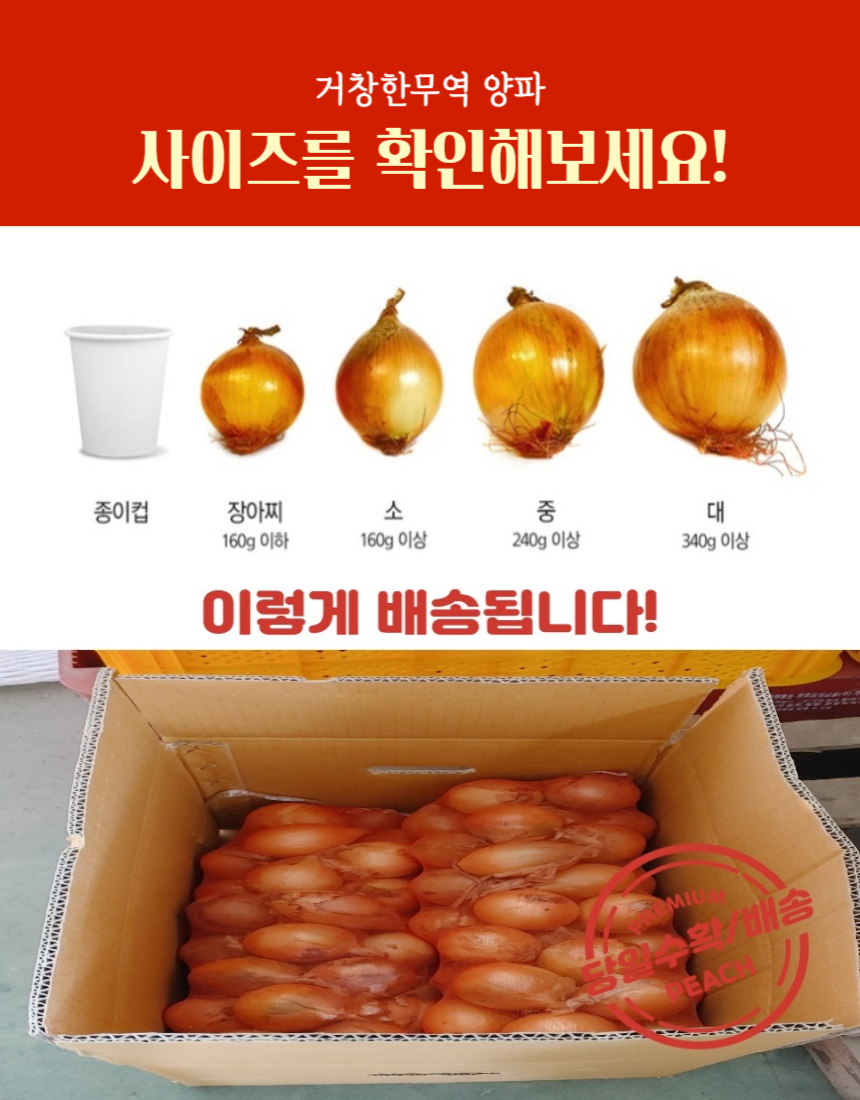 거창한무역 양파
사이즈를 확인해보세요!
종이컵
장아찌
160g 이하
소
160g 이상
중
240g 이상
대
340g 이상
이렇게 배송됩니다!
PREMIUM
당일수확/배송
PEACH